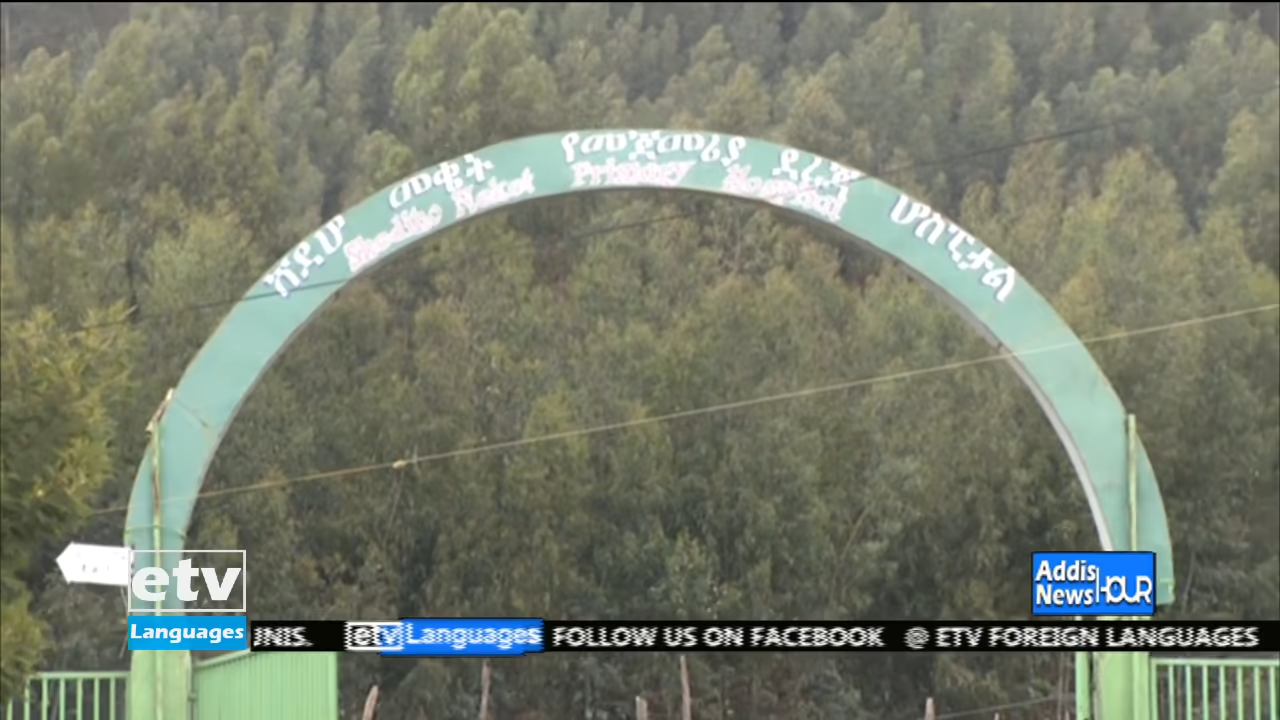 ሸደሆ መቄት የመጀመሪያ ደረጃ ሆስፒታል
Shediho Meket Primary Hospital
etv
Languages
Addis
News HOUR
etv Languages FOLLOW US ON FACEBOOK @ ETV FOREIGN LANGUAGES